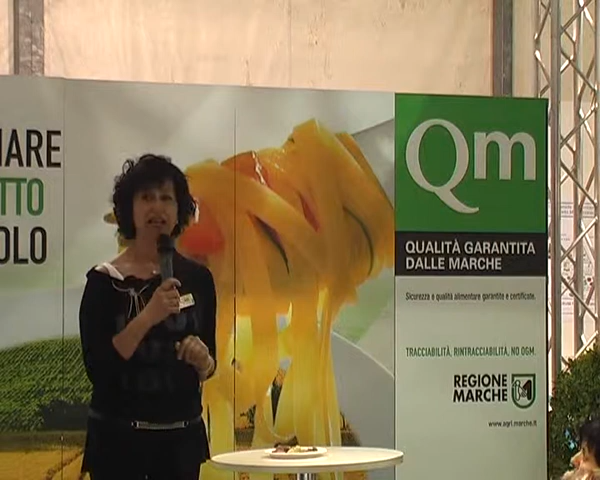 IARE
TTO
OLO
Qm
QUALITÀ GARANTITA
DALLE MARCHE
Sicurezza e qualità alimentare garantite e certificate.
TRACCIABILITÀ, RINTRACCIABILITÀ, NO OGM.
REGIONE
MARCHE
www.agri.marche.it